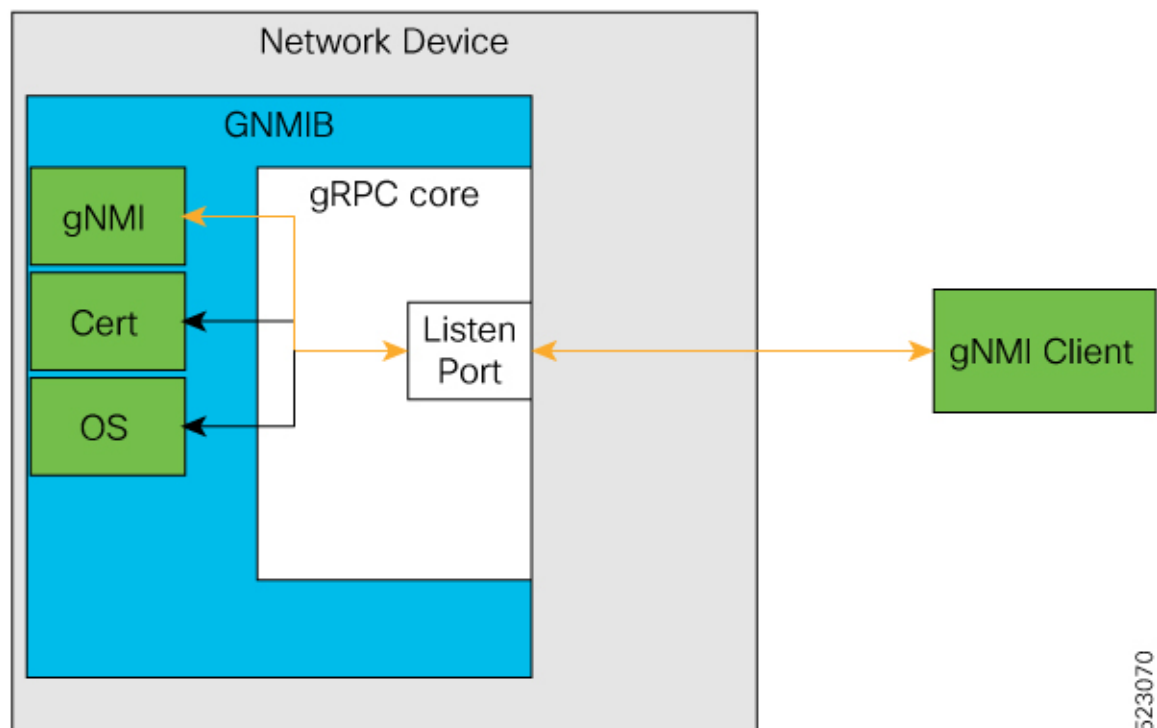 Network Device
GNMIB
gRPC core
gNMI
Cert
OS
Listen
Port
gNMI Client
523070